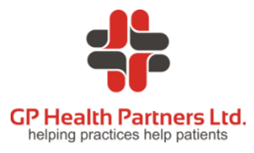 GP Health Partners Ltd.
helping practices help patients